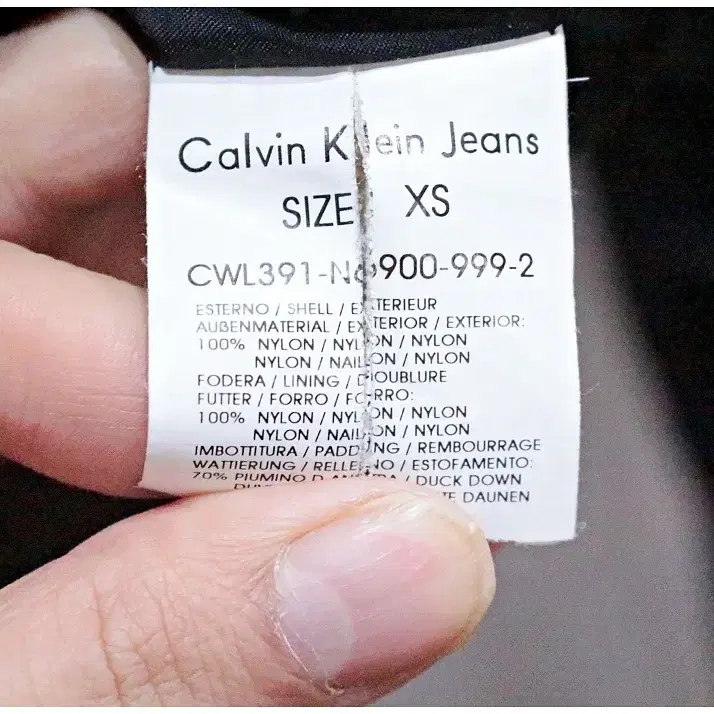 Calvin Klein Jeans
SIZE XS
CWL391-N6900-999-2
ESTERNO / SHELL / EXTERIEUR
AUßENMATERIAL / EXTERIOR / EXTERIOR:
100% NYLON / NYLON / NYLON
NYLON / NAILON / NYLON
FODERA / LINING / DOUBLURE
FUTTER / FORRO / FORRO:
100% NYLON / NYLON / NYLON
NYLON / NAILON / NYLON
IMBOTTITURA / PADDING / REMBOURRAGE
WATTIERUNG / RELLENO / ESTOFAMENTO:
70% PIUMINO D'ANATRA / DUCK DOWN
DAUNEN